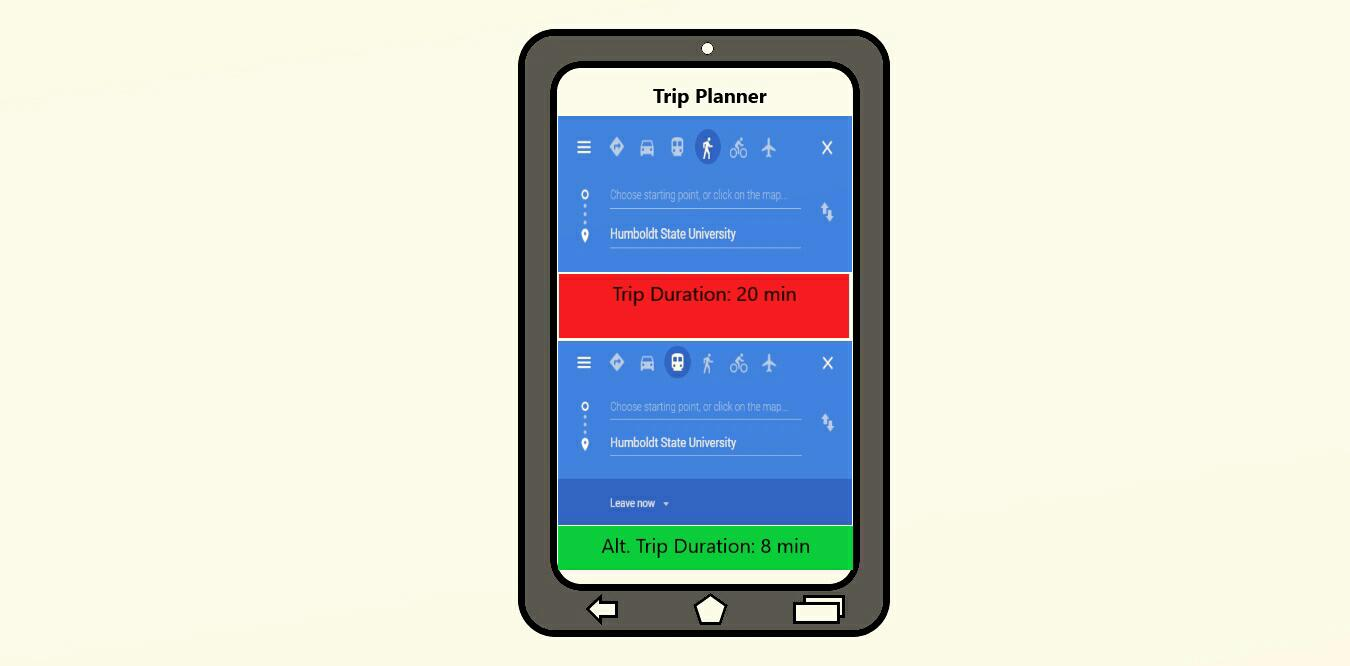 Trip Planner
Choose starting point, or click on the map...
Humboldt State University
Trip Duration: 20 min
Choose starting point, or click on the map...
Humboldt State University
Leave now
Alt. Trip Duration: 8 min